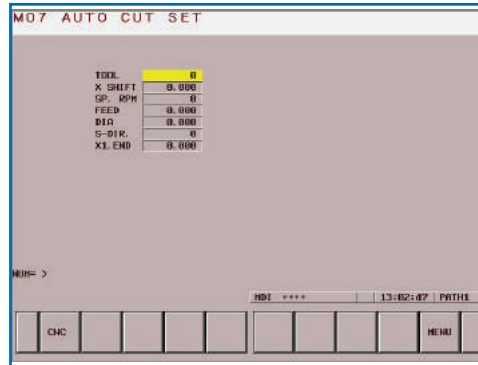 M07 AUTO CUT SET
TOOL 0
X SHIFT 0.000
SP. RPM 0
FEED 0.000
DIA 0.000
S-DIR. 0
X1.END 0.000
NUM= >
MDI **** 13:02:47 PATH1
CNC MENU